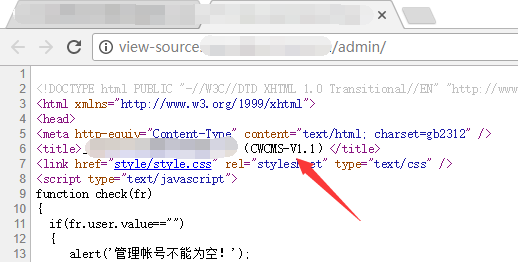 view-source:/admin/
1
2 <!DOCTYPE html PUBLIC "-//W3C//DTD XHTML 1.0 Transitional//EN" "http://www
3 <html xmlns="http://www.w3.org/1999/xhtml">
4 <head>
5 <meta http-equiv="Content-Type" content="text/html; charset=gb2312" />
6 <title> (CWCMS-V1.1) </title>
7 <link href="style/style.css" rel="stylesheet" type="text/css" />
8 <script type="text/javascript">
9 function check(fr)
10 {
11 if(fr.user.value=="")
12 {
13 alert('管理帐号不能为空！');